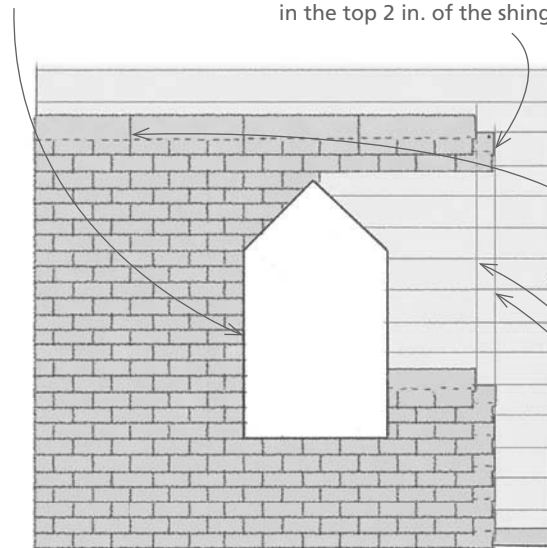 in the top 2 in. of the shing